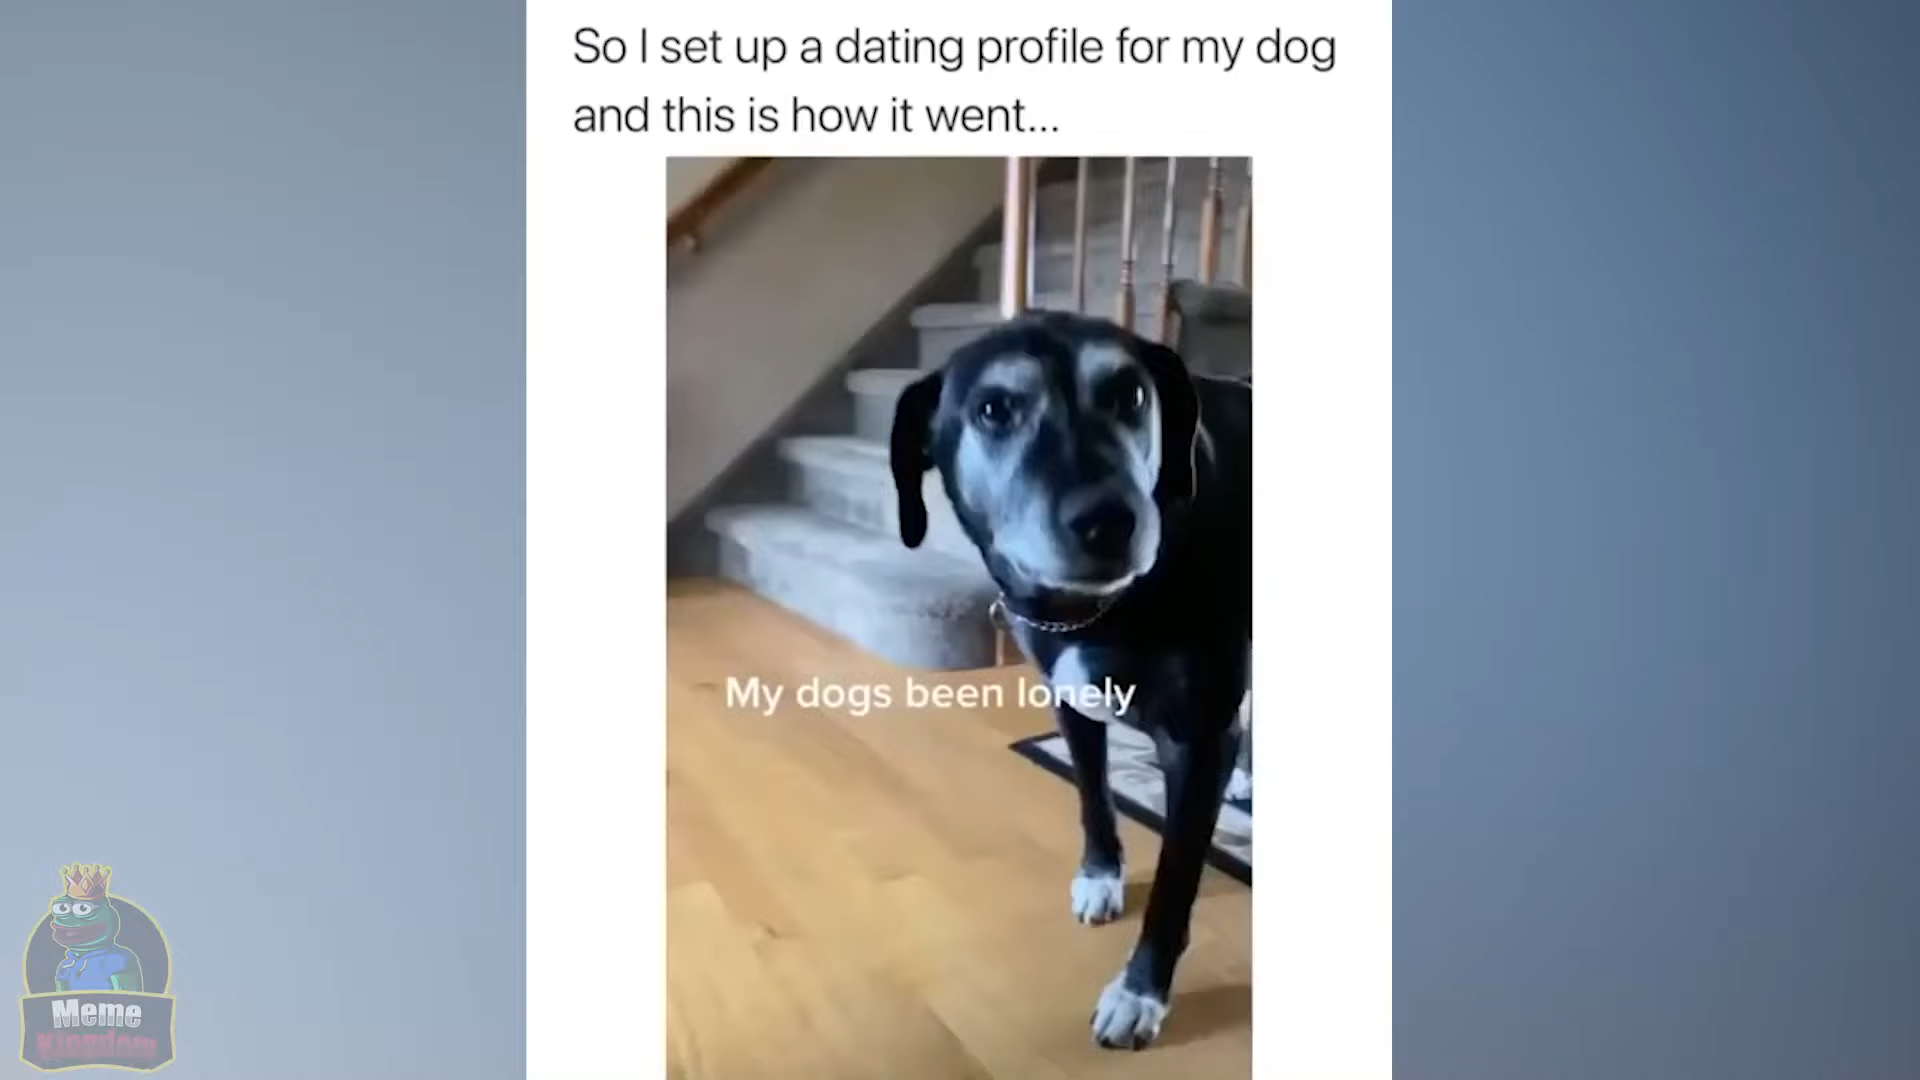 So I set up a dating profile for my dog
and this is how it went...
My dogs been lonely
Meme
Kingdom